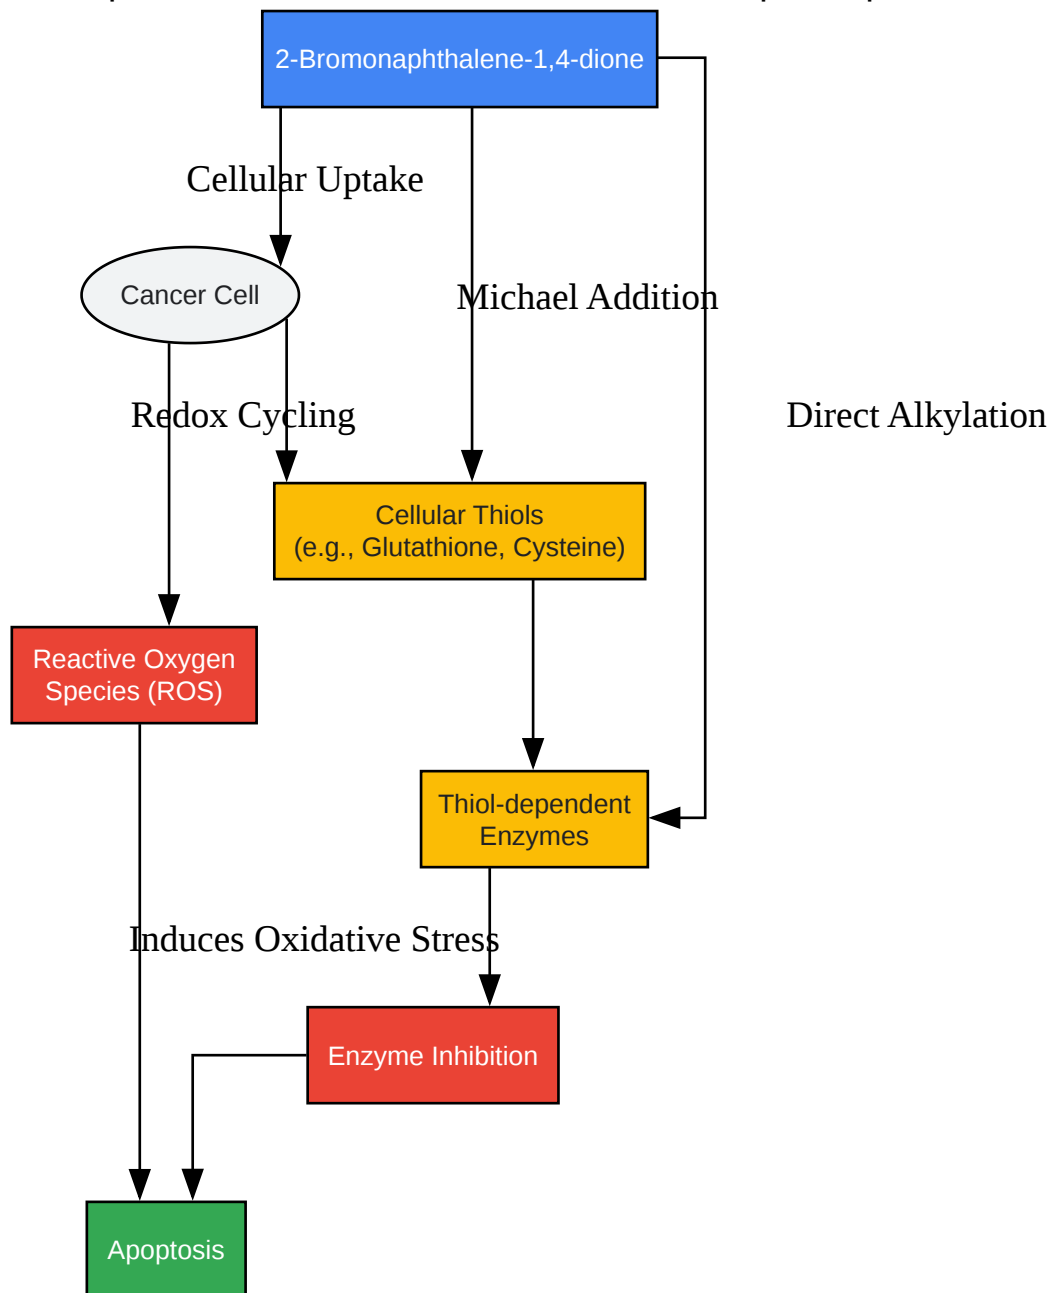 2-Bromonaphthalene-1,4-dione
Cellular Uptake
Cancer Cell
Michael Addition
Redox Cycling
Direct Alkylation
Cellular Thiols
(e.g., Glutathione, Cysteine)
Reactive Oxygen
Species (ROS)
Thiol-dependent
Enzymes
Induces Oxidative Stress
Enzyme Inhibition
Apoptosis